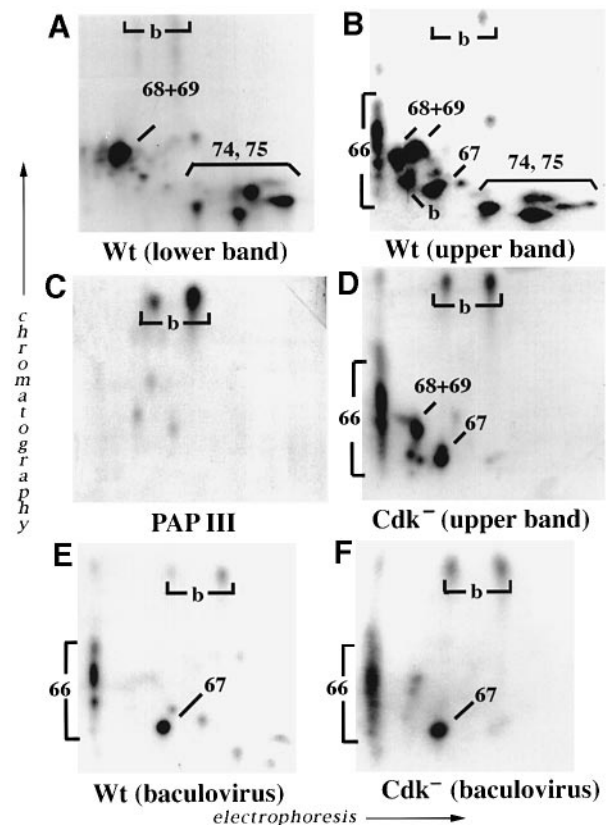 A
b
68+69
74, 75
Wt (lower band)
B
b
68+69
66
67
74, 75
b
Wt (upper band)
C
b
PAP III
D
b
68+69
66
67
Cdk⁻ (upper band)
E
b
66
67
Wt (baculovirus)
F
b
66
67
Cdk⁻ (baculovirus)
chromatography
electrophoresis